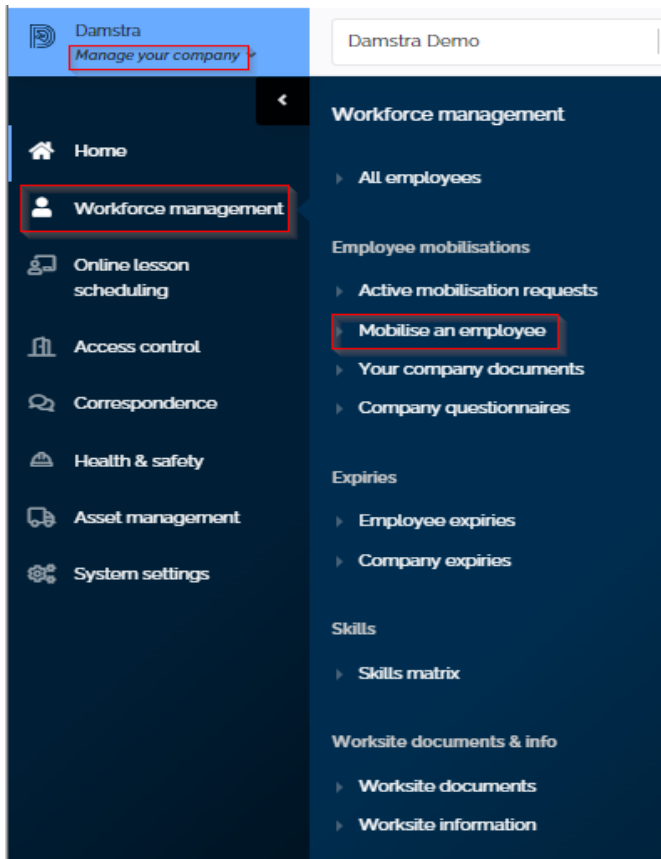 Damstra
Manage your company
Damstra Demo
Home
Workforce management
Online lesson
scheduling
Access control
Correspondence
Health & safety
Asset management
System settings
Workforce management
All employees
Employee mobilisations
Active mobilisation requests
Mobilise an employee
Your company documents
Company questionnaires
Expiries
Employee expiries
Company expiries
Skills
Skills matrix
Worksite documents & info
Worksite documents
Worksite information